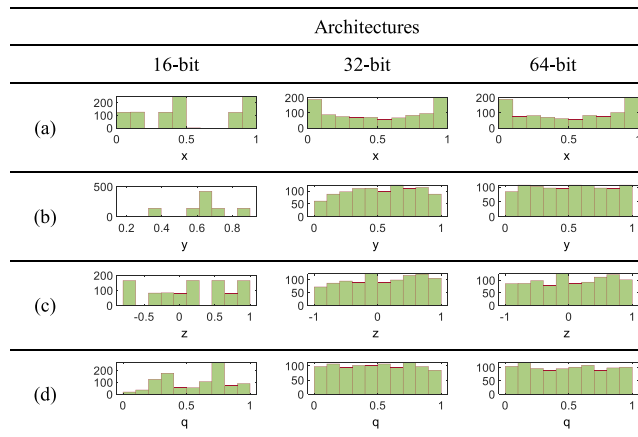 Architectures
16-bit 32-bit 64-bit
(a)
200 100 0 0 0.5 1 x
200 100 0 0 0.5 1 x
200 100 0 0 0.5 1 x
(b)
500 0 0.2 0.4 0.6 0.8 y
100 50 0 0 0.5 1 y
100 50 0 0 0.5 1 y
(c)
200 100 0 -0.5 0 0.5 1 z
100 50 0 -1 0 1 z
100 50 0 -1 0 1 z
(d)
200 100 0 0 0.5 1 q
100 50 0 0 0.5 1 q
100 50 0 0 0.5 1 q